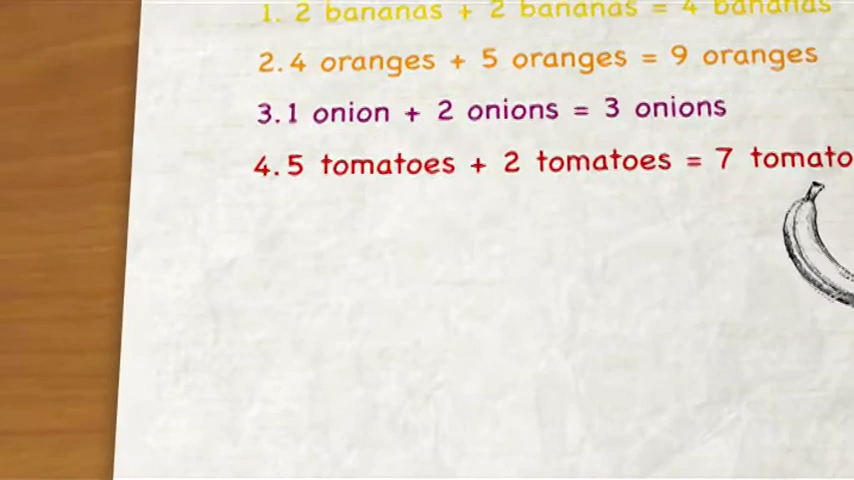 1. 2 bananas + 2 bananas = 4 bananas
2. 4 oranges + 5 oranges = 9 oranges
3. 1 onion + 2 onions = 3 onions
4. 5 tomatoes + 2 tomatoes = 7 tomato